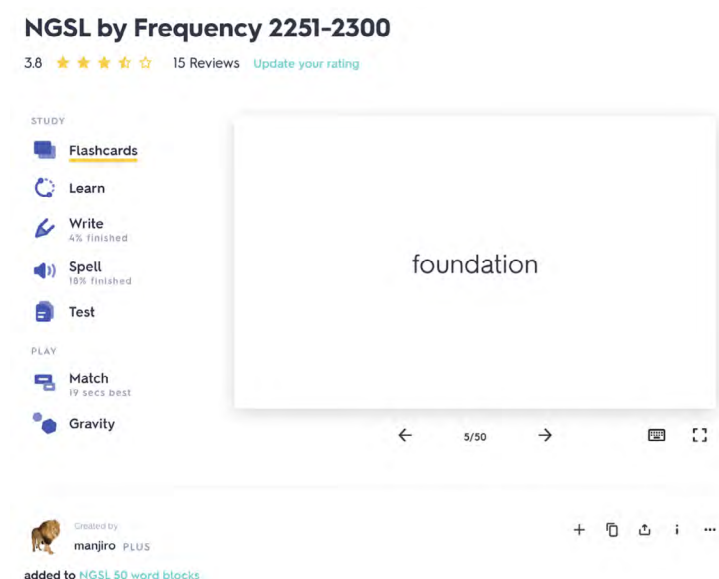 NGSL by Frequency 2251-2300
3.8 15 Reviews Update your rating
STUDY
Flashcards
Learn
Write
4% finished
Spell
18% finished
Test
PLAY
Match
19 secs best
Gravity
foundation
5/50
Created by
manjiro PLUS
added to NGSL 50 word blocks